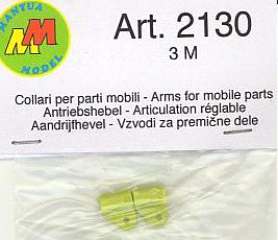 MANTUA
MM
MODEL
Art. 2130
3 M
Collari per parti mobili - Arms for mobile parts
Antriebshebel - Articulation réglable
Aandrijfhevel - Vzvodi za premične dele